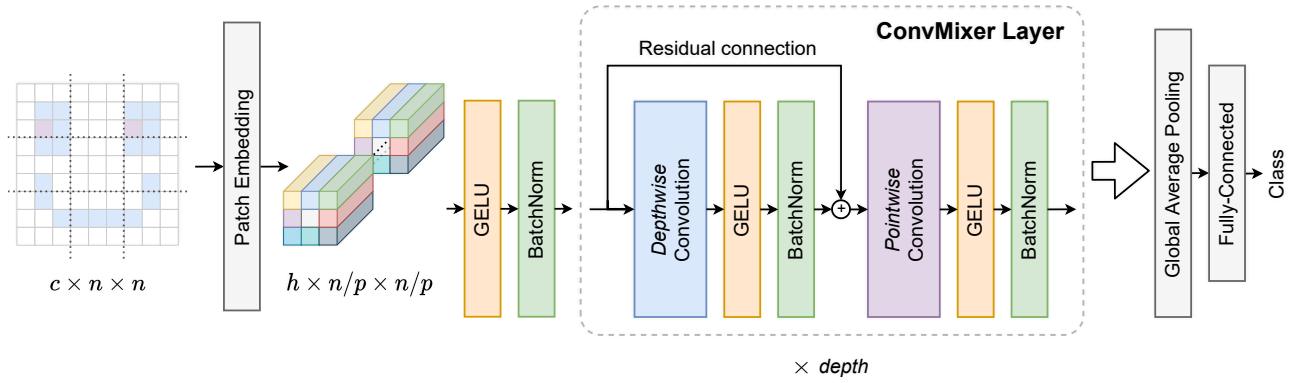 ConvMixer Layer
Residual connection
c × n × n
Patch Embedding
h × n/p × n/p
GELU
BatchNorm
Depthwise
Convolution
GELU
BatchNorm
+
Pointwise
Convolution
GELU
BatchNorm
× depth
Global Average Pooling
Fully-Connected
Class